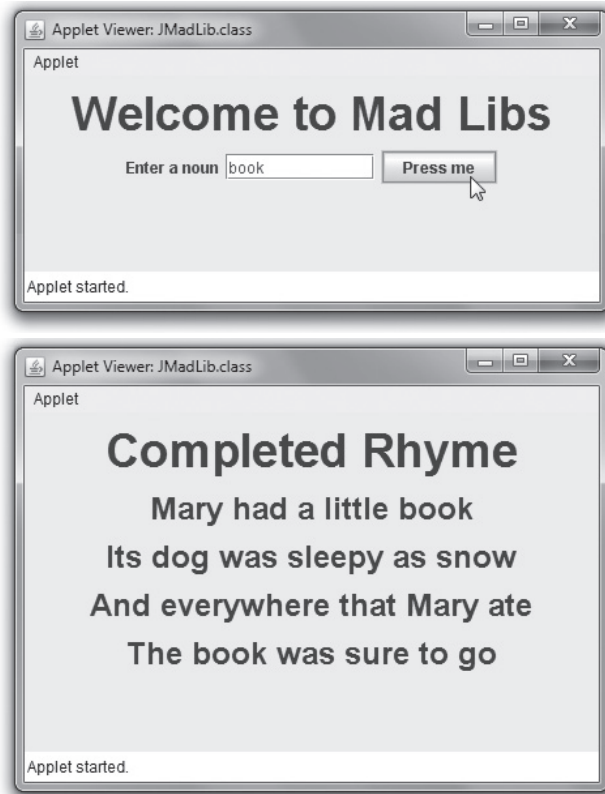 Applet Viewer: JMadLib.class
Applet
Welcome to Mad Libs
Enter a noun book Press me
Applet started.
Applet Viewer: JMadLib.class
Applet
Completed Rhyme
Mary had a little book
Its dog was sleepy as snow
And everywhere that Mary ate
The book was sure to go
Applet started.